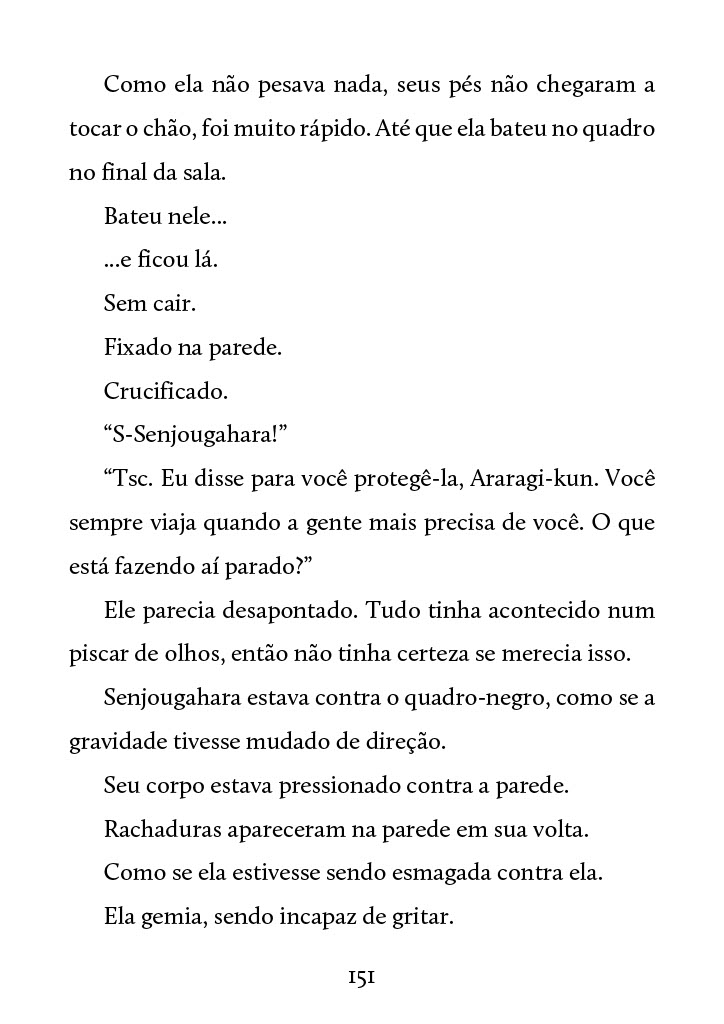 Como ela não pesava nada, seus pés não chegaram a
tocar o chão, foi muito rápido. Até que ela bateu no quadro
no final da sala.
Bateu nele...
...e ficou lá.
Sem cair.
Fixado na parede.
Crucificado.
“S-Senjougahara!”
“Tsc. Eu disse para você protegê-la, Araragi-kun. Você
sempre viaja quando a gente mais precisa de você. O que
está fazendo aí parado?”
Ele parecia desapontado. Tudo tinha acontecido num
piscar de olhos, então não tinha certeza se merecia isso.
Senjougahara estava contra o quadro-negro, como se a
gravidade tivesse mudado de direção.
Seu corpo estava pressionado contra a parede.
Rachaduras apareceram na parede em sua volta.
Como se ela estivesse sendo esmagada contra ela.
Ela gemia, sendo incapaz de gritar.
151